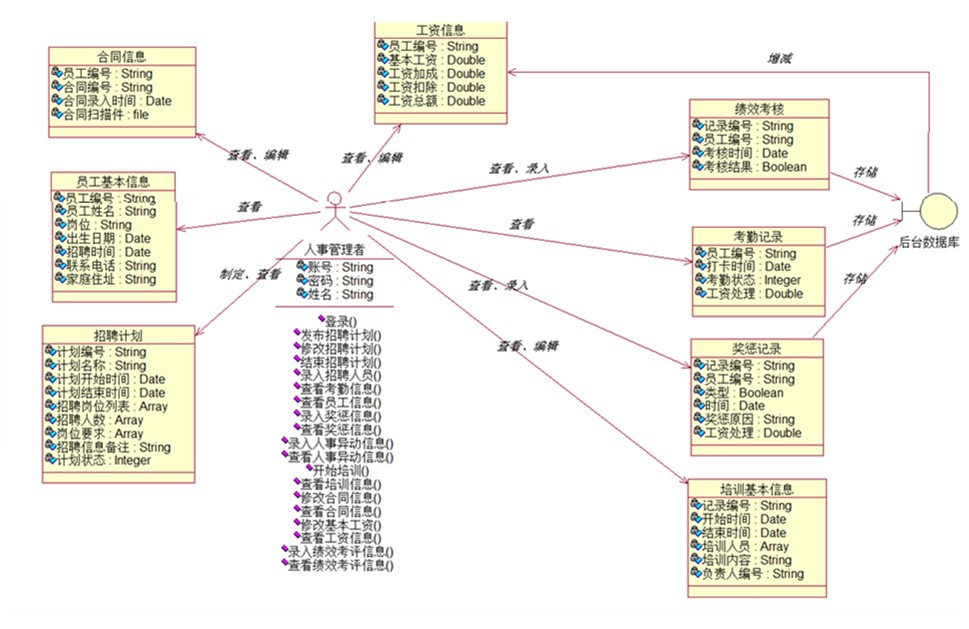 工资信息
员工编号 : String
基本工资 : Double
工资加成 : Double
工资扣除 : Double
工资总额 : Double
合同信息
员工编号 : String
合同编号 : String
合同录入时间 : Date
合同扫描件 : file
增减
绩效考核
记录编号 : String
员工编号 : String
考核时间 : Date
考核结果 : Boolean
查看、编辑
查看、编辑
查看、录入
存储
员工基本信息
员工编号 : String
员工姓名 : String
岗位 : String
出生日期 : Date
招聘时间 : Date
联系电话 : String
家庭住址 : String
查看
查看
存储
后台数据库
人事管理者
账号 : String
密码 : String
姓名 : String
登录()
发布招聘计划()
修改招聘计划()
结束招聘计划()
录入招聘人员()
查看考勤信息()
查看员工信息()
录入奖惩信息()
查看奖惩信息()
录入人事异动信息()
查看人事异动信息()
开始培训()
查看培训信息()
修改合同信息()
查看合同信息()
修改基本工资()
查看工资信息()
录入绩效考评信息()
查看绩效考评信息()
考勤记录
员工编号 : String
打卡时间 : Date
考勤状态 : Integer
工资处理 : Double
制定、查看
查看、录入
存储
招聘计划
计划编号 : String
计划名称 : String
计划开始时间 : Date
计划结束时间 : Date
招聘岗位列表 : Array
招聘人数 : Array
岗位要求 : Array
招聘信息备注 : String
计划状态 : Integer
查看、编辑
奖惩记录
记录编号 : String
员工编号 : String
类型 : Boolean
时间 : Date
奖惩原因 : String
工资处理 : Double
培训基本信息
记录编号 : String
开始时间 : Date
结束时间 : Date
培训人员 : Array
培训内容 : String
负责人编号 : String